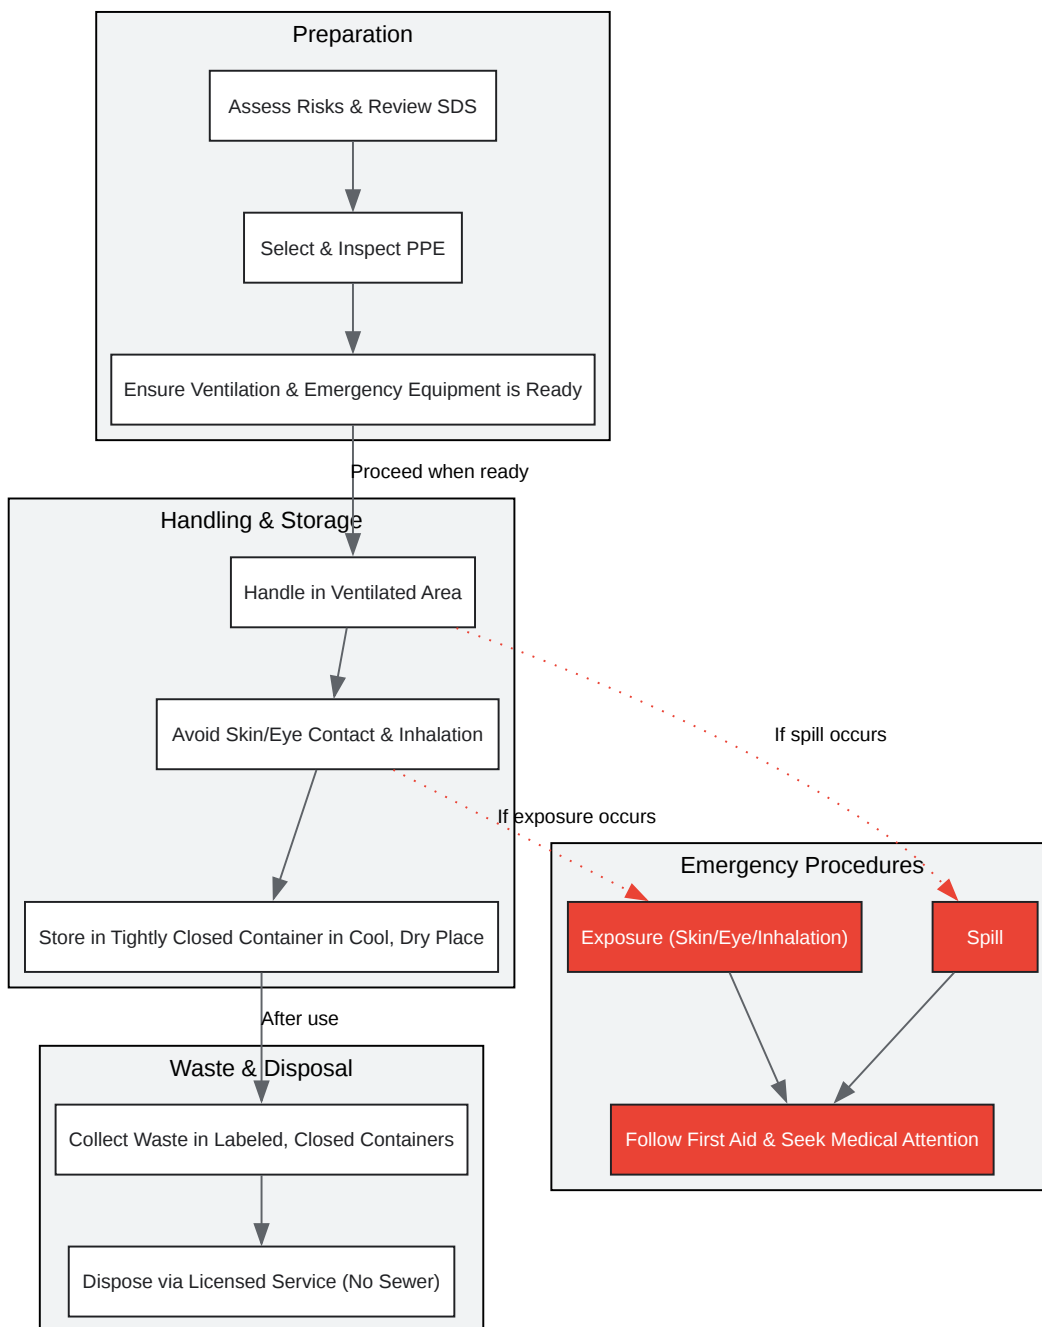 Preparation
Assess Risks & Review SDS
Select & Inspect PPE
Ensure Ventilation & Emergency Equipment is Ready
Proceed when ready
Handling & Storage
Handle in Ventilated Area
Avoid Skin/Eye Contact & Inhalation
If spill occurs
If exposure occurs
Emergency Procedures
Exposure (Skin/Eye/Inhalation)
Spill
Store in Tightly Closed Container in Cool, Dry Place
After use
Waste & Disposal
Collect Waste in Labeled, Closed Containers
Follow First Aid & Seek Medical Attention
Dispose via Licensed Service (No Sewer)